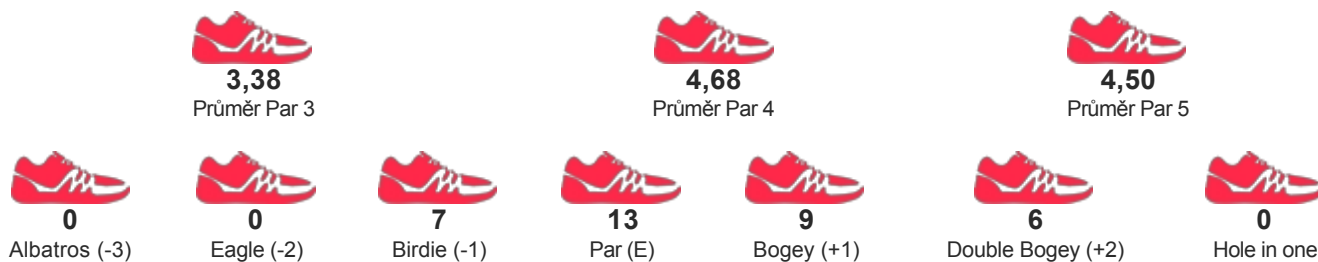 3,38 4,68 4,50
Průměr Par 3 Průměr Par 4 Průměr Par 5
0 0 7 13 9 6 0
Albatros (-3) Eagle (-2) Birdie (-1) Par (E) Bogey (+1) Double Bogey (+2) Hole in one